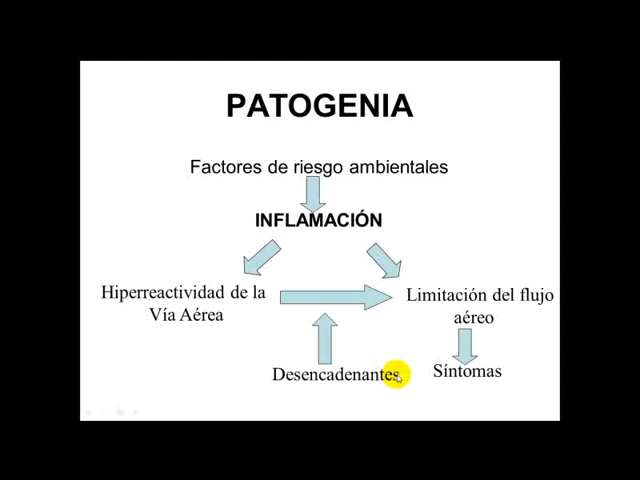 PATOGENIA
Factores de riesgo ambientales
INFLAMACIÓN
Hiperreactividad de la
Vía Aérea
Limitación del flujo
aéreo
Desencadenantes
Síntomas